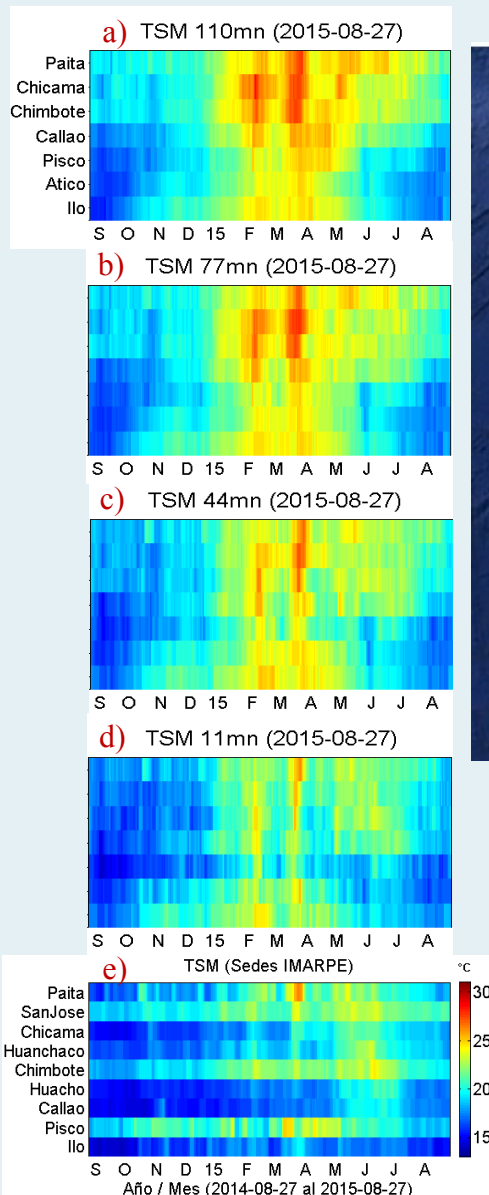 a) TSM 110mn (2015-08-27)
Paita
Chicama
Chimbote
Callao
Pisco
Atico
Ilo
S O N D 15 F M A M J J A
b) TSM 77mn (2015-08-27)
S O N D 15 F M A M J J A
c) TSM 44mn (2015-08-27)
S O N D 15 F M A M J J A
d) TSM 11mn (2015-08-27)
S O N D 15 F M A M J J A
e) TSM (Sedes IMARPE)
°C
Paita
SanJose
Chicama
Huanchaco
Chimbote
Huacho
Callao
Pisco
Ilo
30
25
20
15
S O N D 15 F M A M J J A
Año / Mes (2014-08-27 al 2015-08-27)